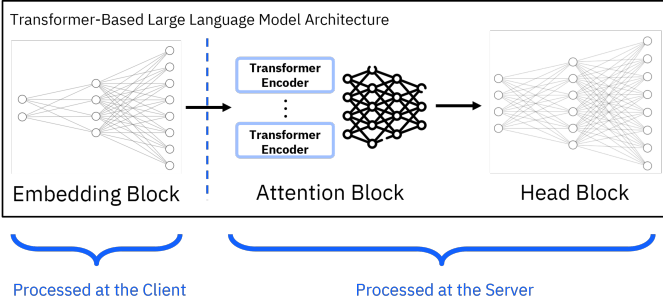 Transformer-Based Large Language Model Architecture
Transformer
Encoder
Transformer
Encoder
Embedding Block
Attention Block
Head Block
Processed at the Client
Processed at the Server